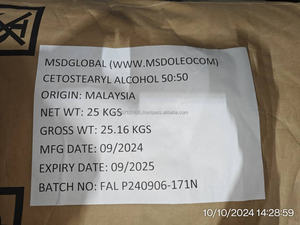 MSDGLOBAL (WWW.MSDOLEOCOM)
CETOSTEARYL ALCOHOL 50:50
ORIGIN: MALAYSIA
NET WT: 25 KGS
GROSS WT: 25.16 KGS
MFG DATE: 09/2024
EXPIRY DATE: 09/2025
BATCH NO: FAL P240906-171N
10/10/2024 14:28:59